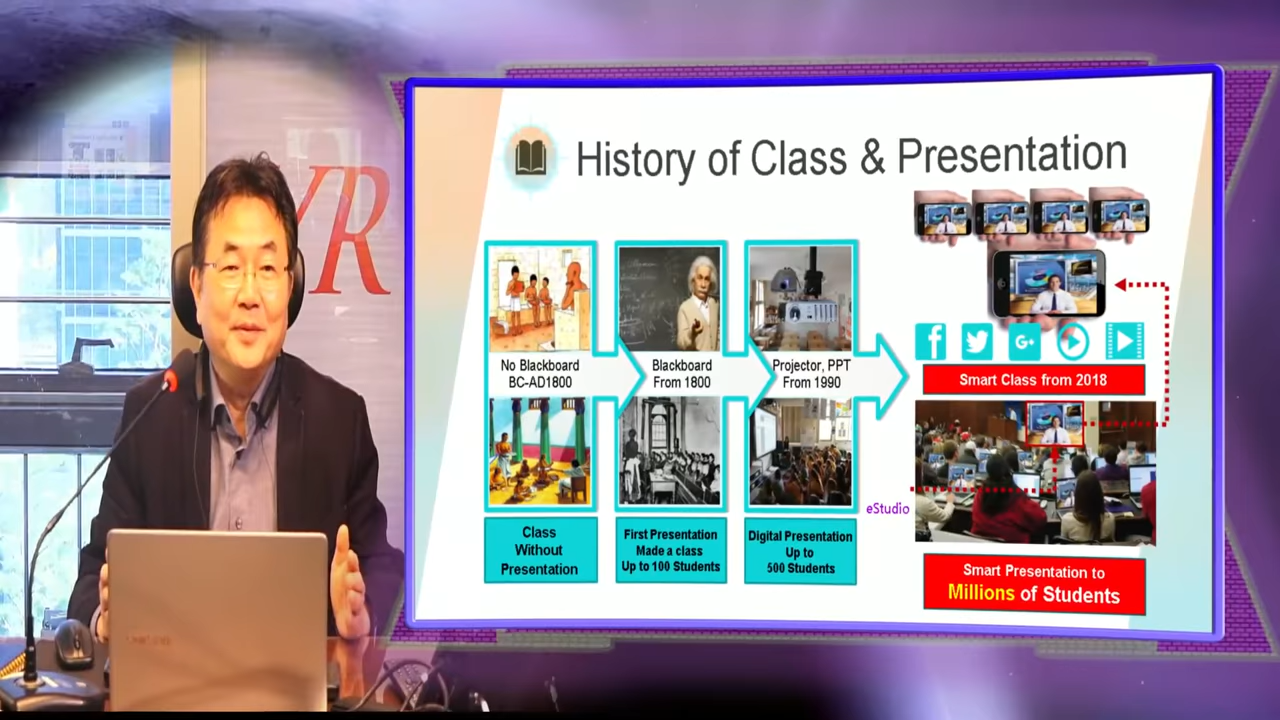 YR
History of Class & Presentation
No Blackboard
BC-AD1800
Blackboard
From 1800
Projector, PPT
From 1990
G+
Smart Class from 2018
eStudio
Class
Without
Presentation
First Presentation
Made a class
Up to 100 Students
Digital Presentation
Up to
500 Students
Smart Presentation to
Millions of Students